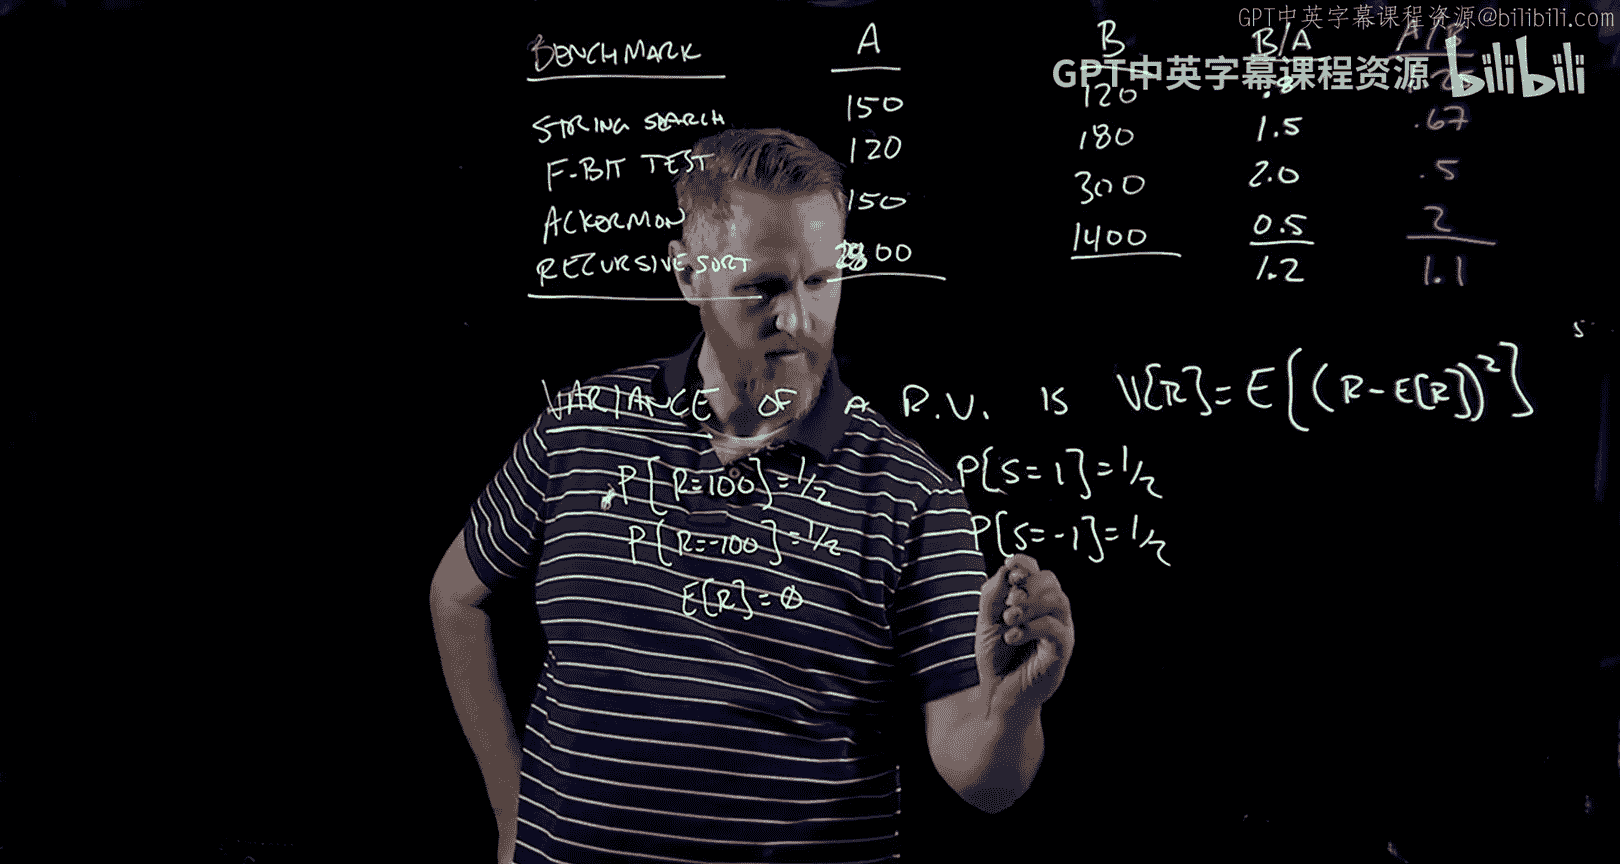 GPT中英字幕课程资源@bilibili.com
GPT中英字幕课程资源 bilibili
BENCHMARK A B B/A A/B
STRING SEARCH 150 120
F-BIT TEST 120 180 1.5 .67
ACKERMON 150 300 2.0 .5
RECURSIVE SORT 00 1400 0.5 2
1.2 1.1
VARIANCE OF A R.V. IS V[R]=E[(R-E[R])²]
P[R=100]=1/2 P[S=1]=1/2
P[R=-100]=1/2 P[S=-1]=1/2
E[R]=0